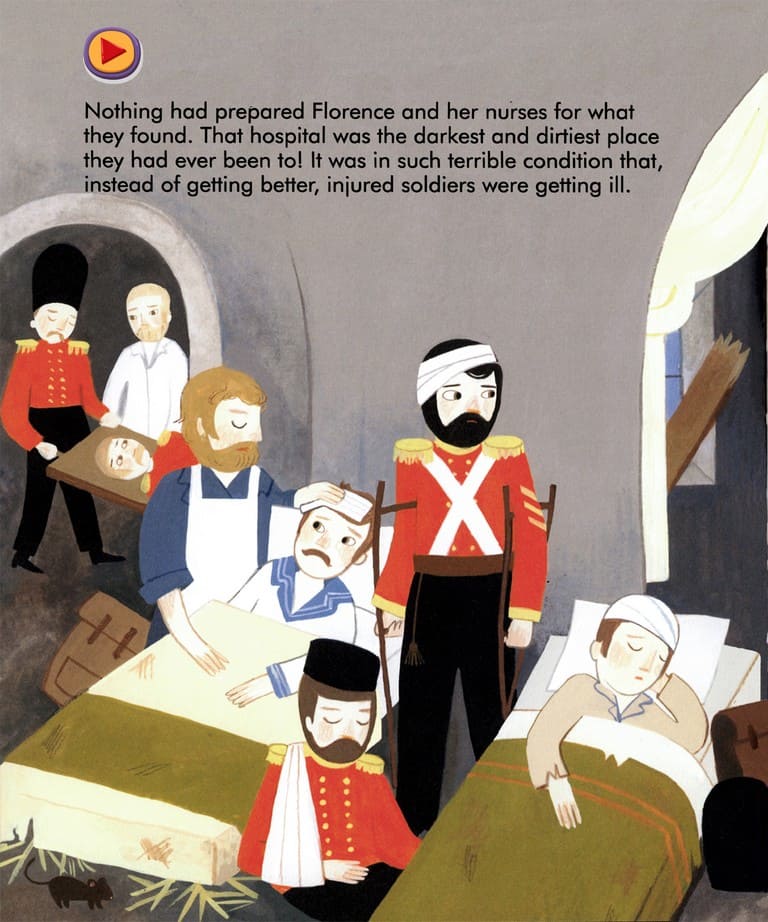 Nothing had prepared Florence and her nurses for what
they found. That hospital was the darkest and dirtiest place
they had ever been to! It was in such terrible condition that,
instead of getting better, injured soldiers were getting ill.